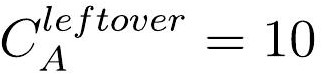 C_A^{leftover} = 10